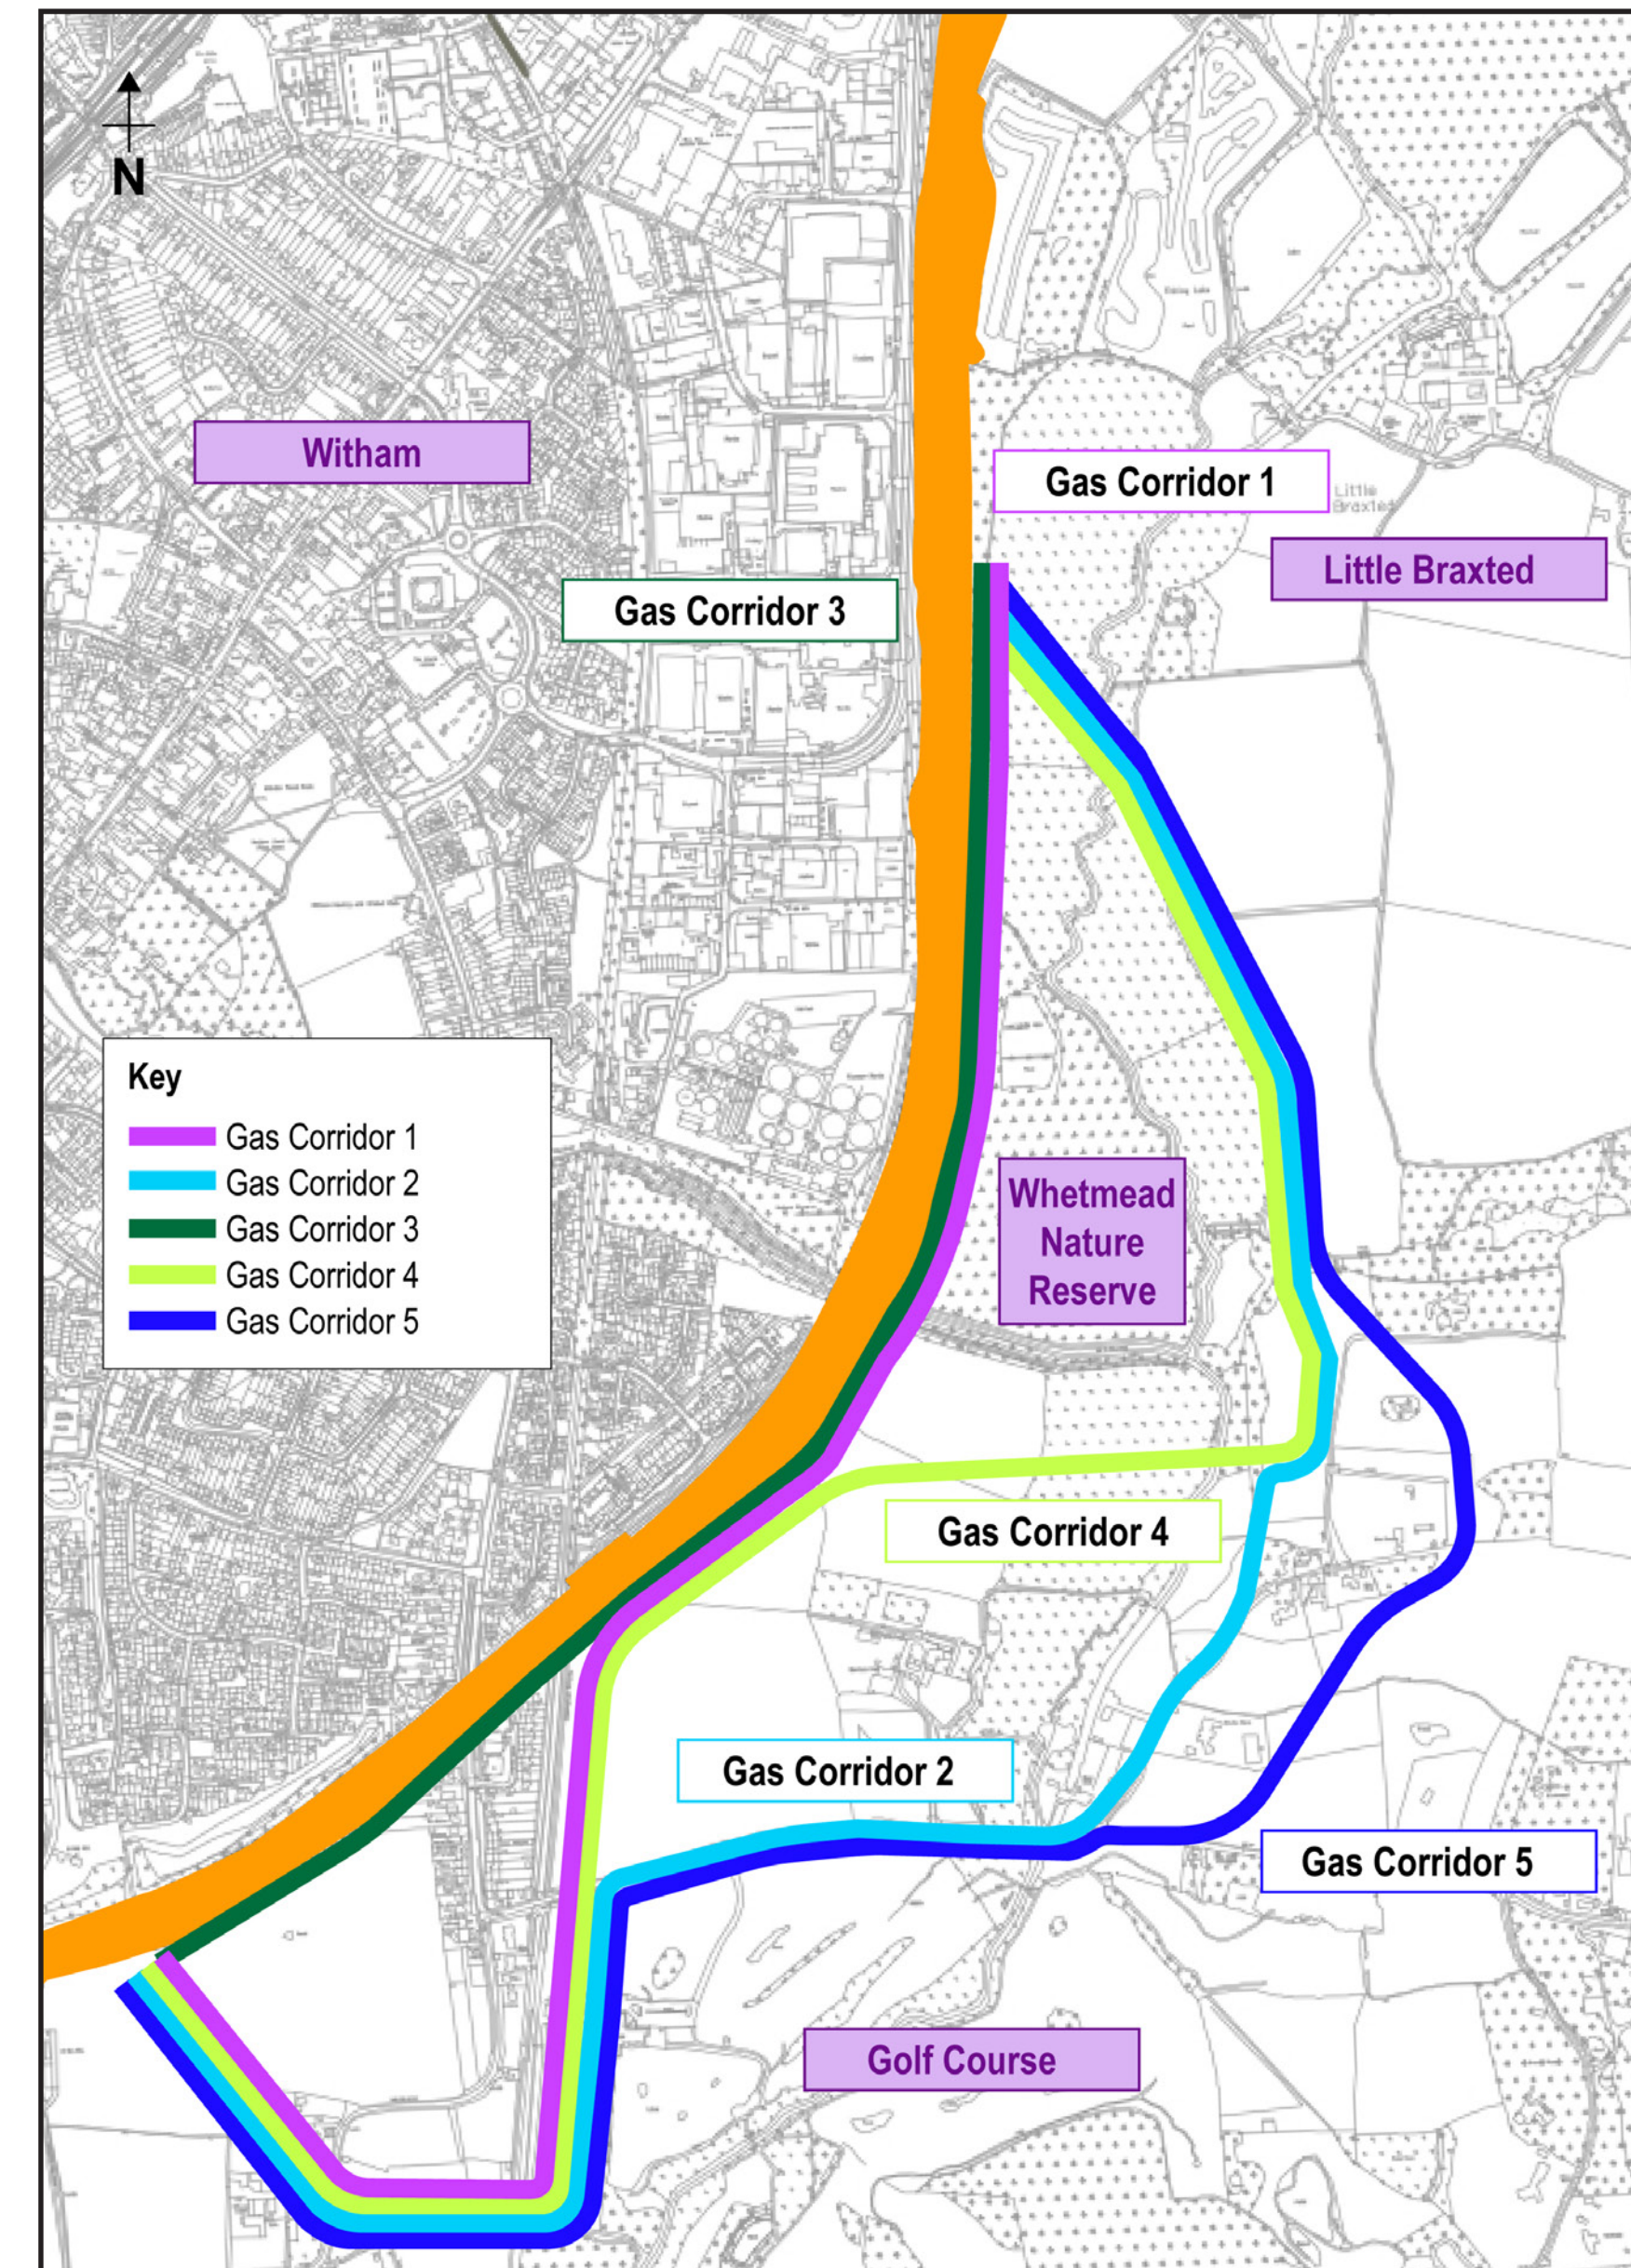 N
Witham
Gas Corridor 1
Little
Braxted
Little Braxted
Gas Corridor 3
Key
Gas Corridor 1
Gas Corridor 2
Gas Corridor 3
Gas Corridor 4
Gas Corridor 5
Whetmead
Nature
Reserve
Gas Corridor 4
Gas Corridor 2
Gas Corridor 5
Golf Course